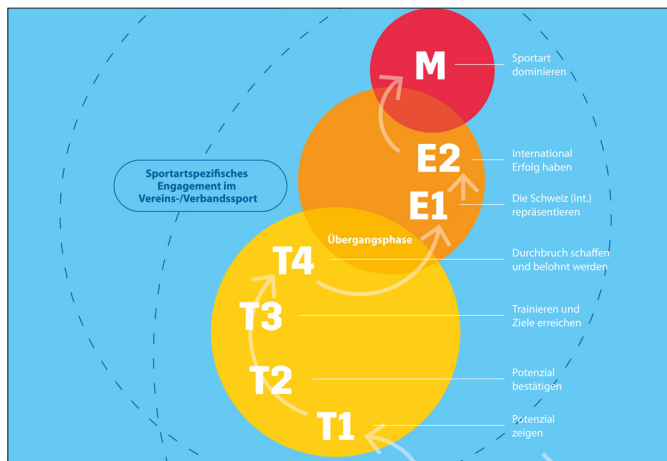 M
Sportart
dominieren
E2
International
Erfolg haben
Sportartspezifisches
Engagement im
Vereins-/Verbandssport
E1
Die Schweiz (int.)
repräsentieren
Übergangsphase
T4
Durchbruch schaffen
und belohnt werden
T3
Trainieren und
Ziele erreichen
T2
Potenzial
bestätigen
T1
Potenzial
zeigen